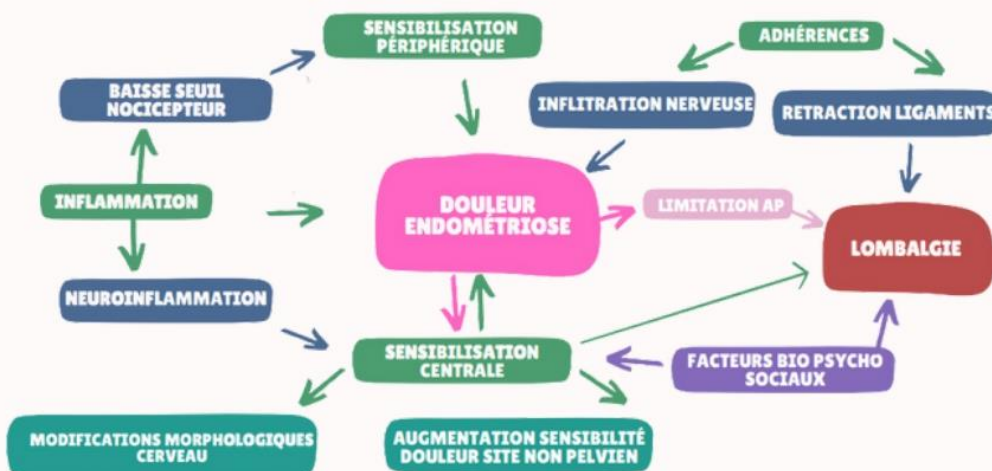 SENSIBILISATION
PÉRIPHÉRIQUE
ADHÉRENCES
BAISSE SEUIL
NOCICEPTEUR
INFLITRATION NERVEUSE
RETRACTION LIGAMENTS
INFLAMMATION
DOULEUR
ENDOMÉTRIOSE
LIMITATION AP
LOMBALGIE
NEUROINFLAMMATION
SENSIBILISATION
CENTRALE
FACTEURS BIO PSYCHO
SOCIAUX
MODIFICATIONS MORPHOLOGIQUES
CERVEAU
AUGMENTATION SENSIBILITÉ
DOULEUR SITE NON PELVIEN